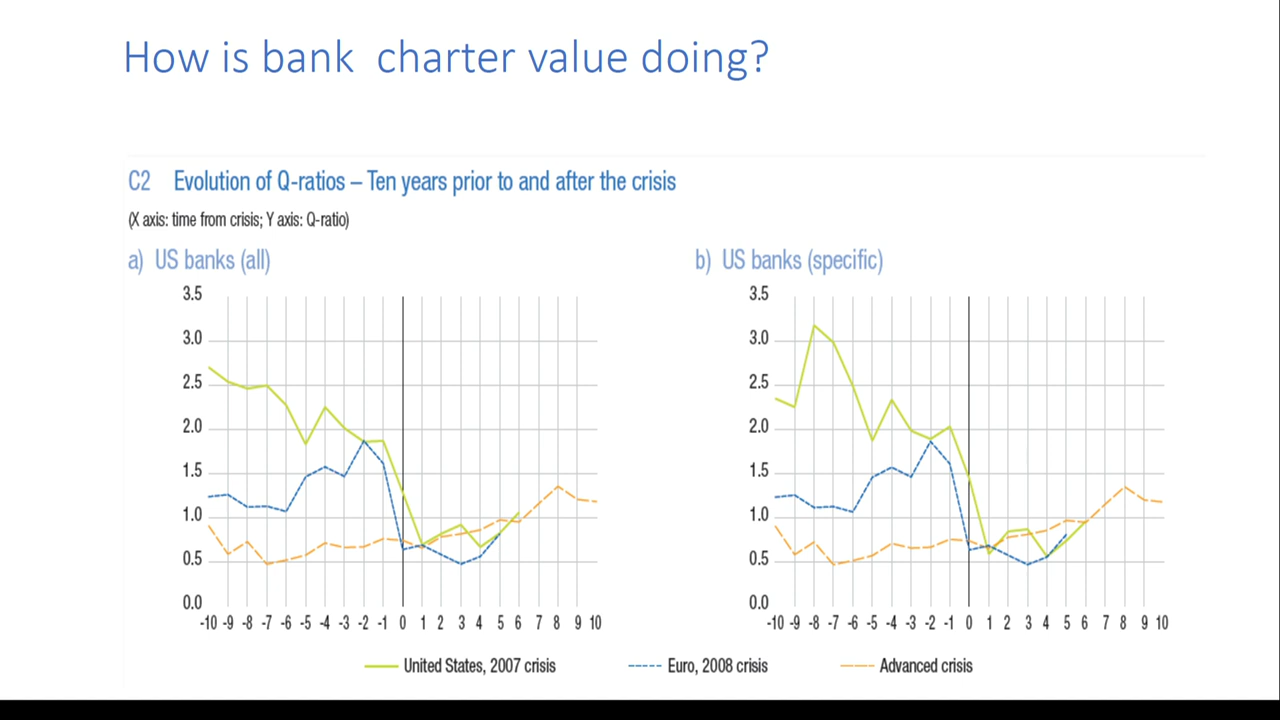 How is bank  charter value doing?
C2 Evolution of Q-ratios – Ten years prior to and after the crisis
(X axis: time from crisis; Y axis: Q-ratio)
a) US banks (all)
3.5
3.0
2.5
2.0
1.5
1.0
0.5
0.0
-10 -9 -8 -7 -6 -5 -4 -3 -2 -1 0 1 2 3 4 5 6 7 8 9 10
b) US banks (specific)
3.5
3.0
2.5
2.0
1.5
1.0
0.5
0.0
-10 -9 -8 -7 -6 -5 -4 -3 -2 -1 0 1 2 3 4 5 6 7 8 9 10
United States, 2007 crisis
Euro, 2008 crisis
Advanced crisis